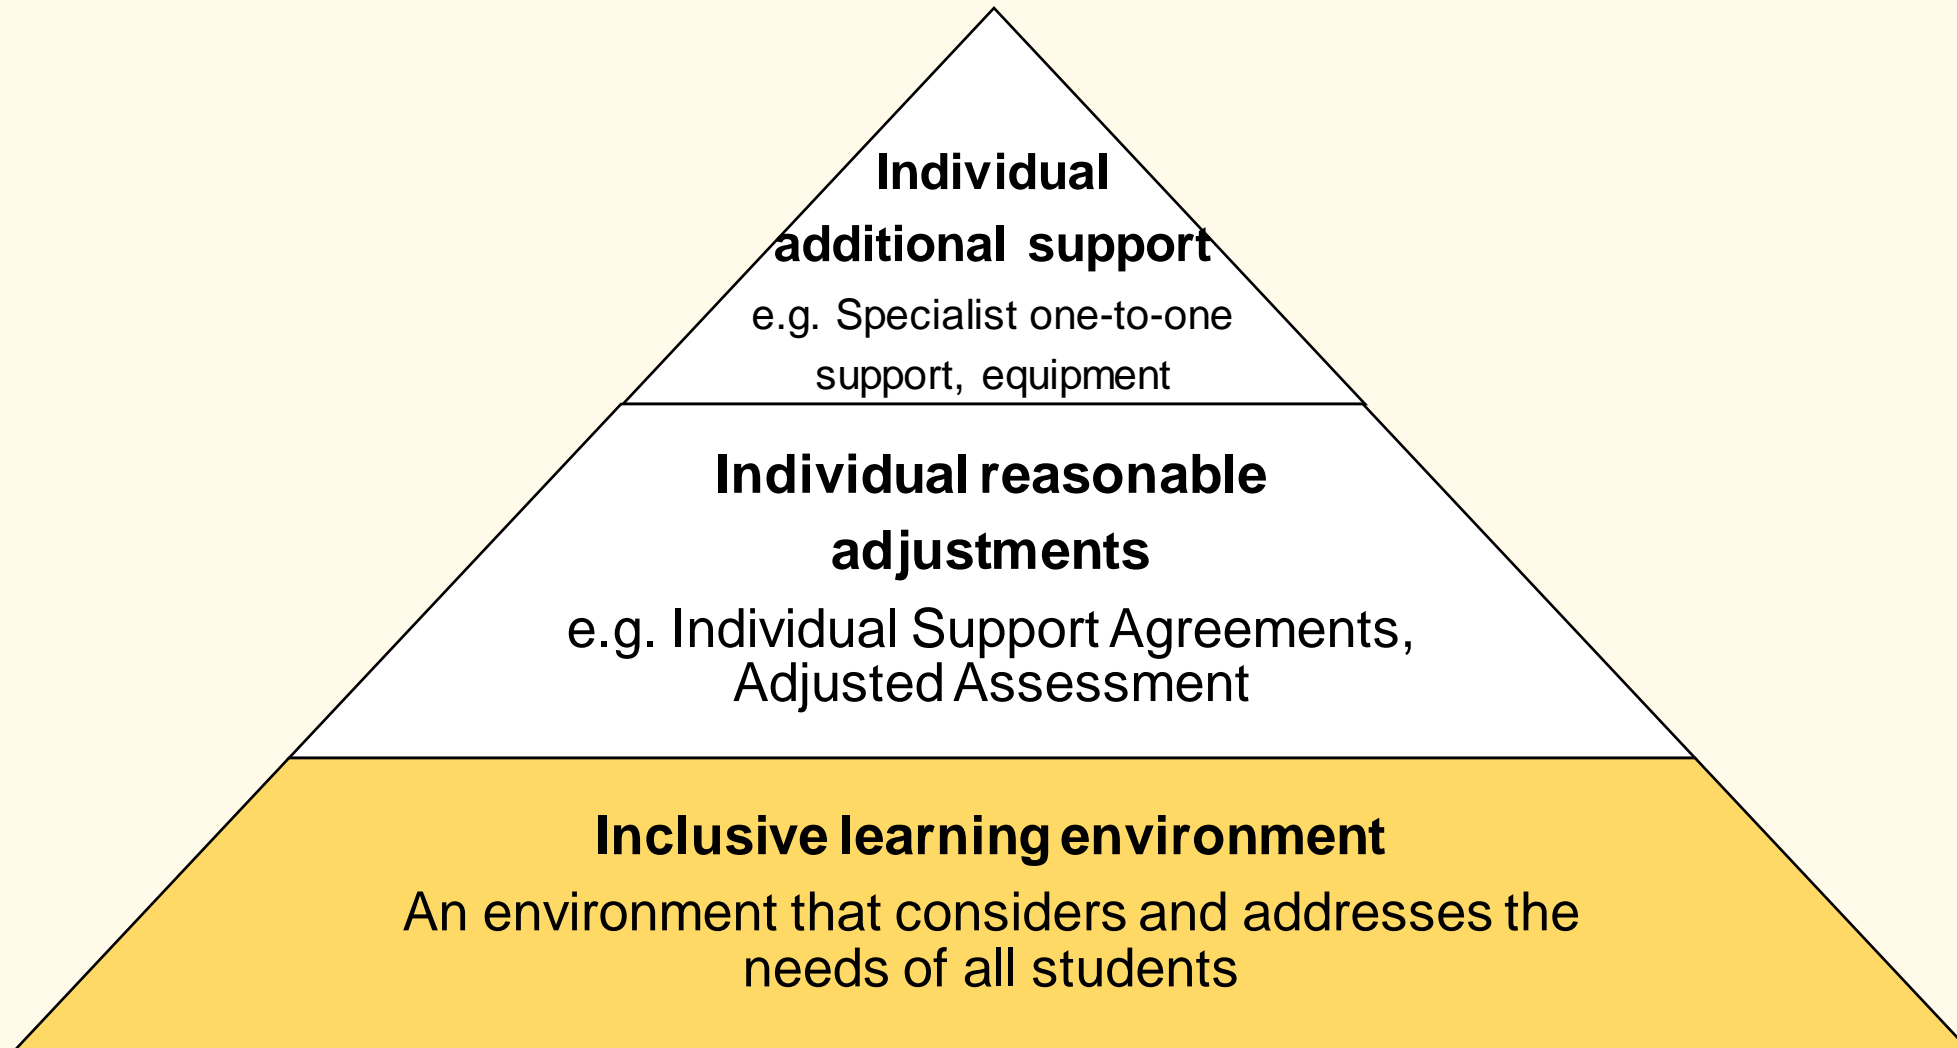 Individual
additional support
e.g. Specialist one-to-one
support, equipment
Individual reasonable
adjustments
e.g. Individual Support Agreements,
Adjusted Assessment
Inclusive learning environment
An environment that considers and addresses the
needs of all students